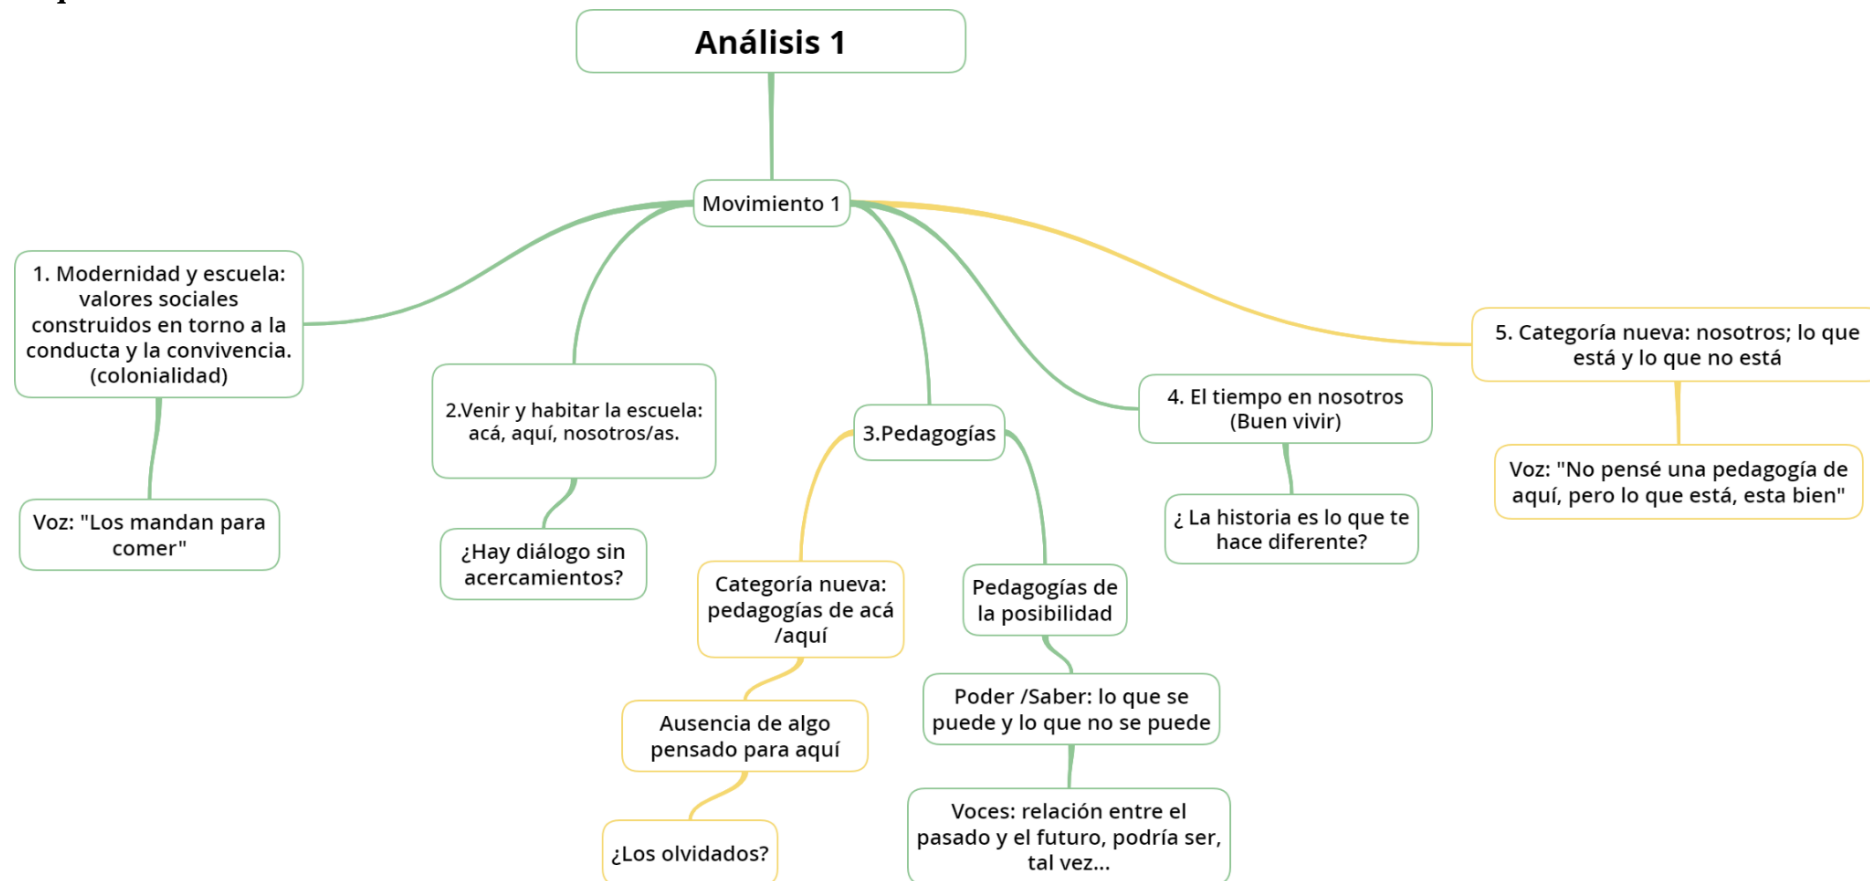 Análisis 1
Movimiento 1
1. Modernidad y escuela:
valores sociales
construidos en torno a la
conducta y la convivencia.
(colonialidad)
Voz: "Los mandan para
comer"
2.Venir y habitar la escuela:
acá, aquí, nosotros/as.
¿Hay diálogo sin
acercamientos?
3.Pedagogías
Categoría nueva:
pedagogías de acá
/aquí
Ausencia de algo
pensado para aquí
¿Los olvidados?
Pedagogías de
la posibilidad
Poder /Saber: lo que se
puede y lo que no se puede
Voces: relación entre el
pasado y el futuro, podría ser,
tal vez...
4. El tiempo en nosotros
(Buen vivir)
¿ La historia es lo que te
hace diferente?
5. Categoría nueva: nosotros; lo que
está y lo que no está
Voz: "No pensé una pedagogía de
aquí, pero lo que está, esta bien"